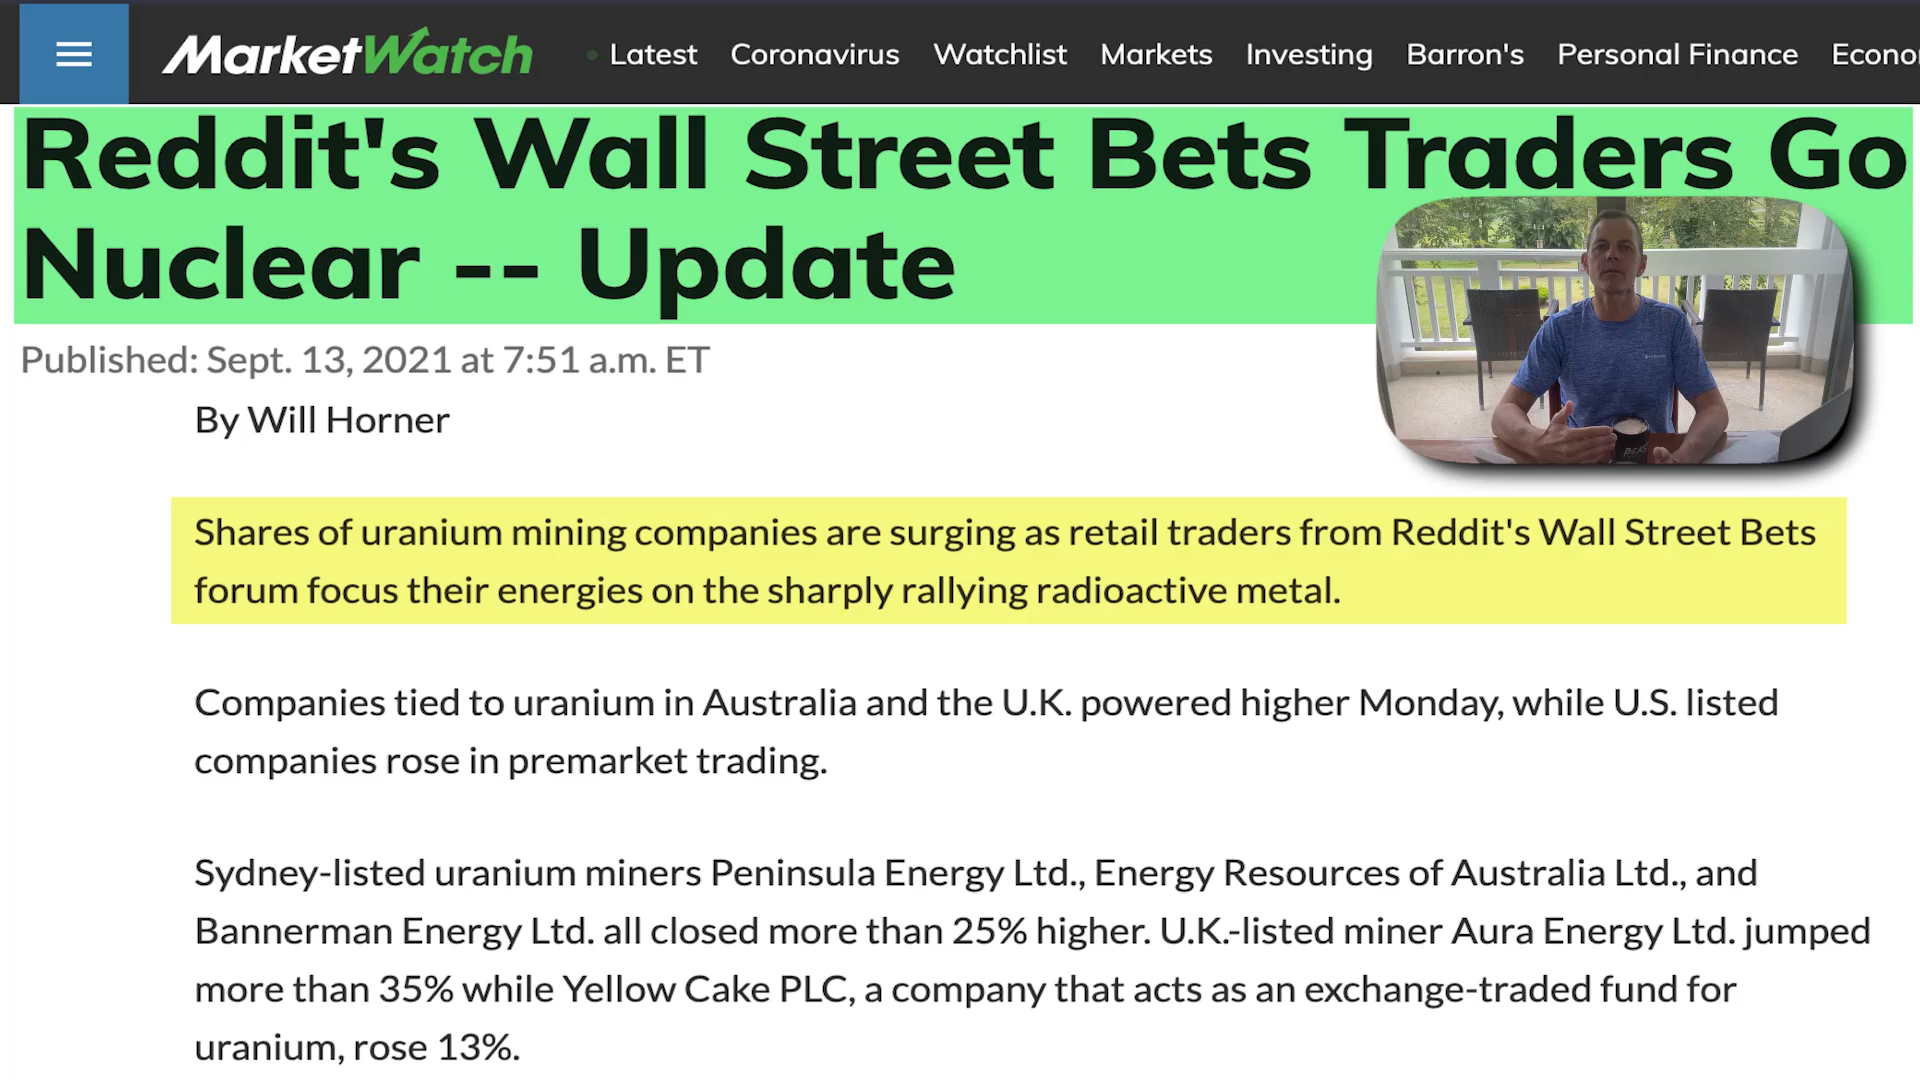 MarketWatch
Latest Coronavirus Watchlist Markets Investing Barron's Personal Finance
Reddit's Wall Street Bets Traders Go
Nuclear -- Update
Published: Sept. 13, 2021 at 7:51 a.m. ET
By Will Horner
Shares of uranium mining companies are surging as retail traders from Reddit's Wall Street Bets
forum focus their energies on the sharply rallying radioactive metal.
Companies tied to uranium in Australia and the U.K. powered higher Monday, while U.S. listed
companies rose in premarket trading.
Sydney-listed uranium miners Peninsula Energy Ltd., Energy Resources of Australia Ltd., and
Bannerman Energy Ltd. all closed more than 25% higher. U.K.-listed miner Aura Energy Ltd. jumped
more than 35% while Yellow Cake PLC, a company that acts as an exchange-traded fund for
uranium, rose 13%.